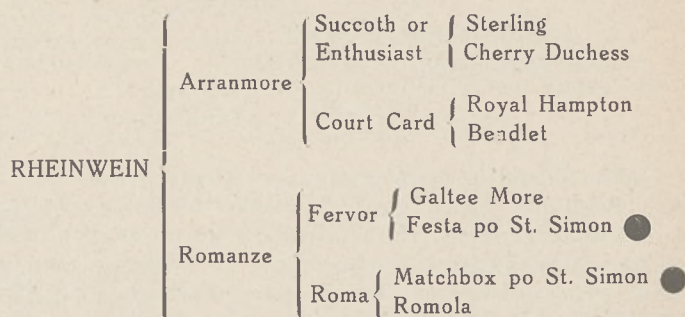 Succoth or
Enthusiast
Sterling
Cherry Duchess
Arranmore
Court Card
Royal Hampton
Bendlet
RHEINWEIN
Fervor
Galtee More
Festa po St. Simon
Romanze
Roma
Matchbox po St. Simon
Romola